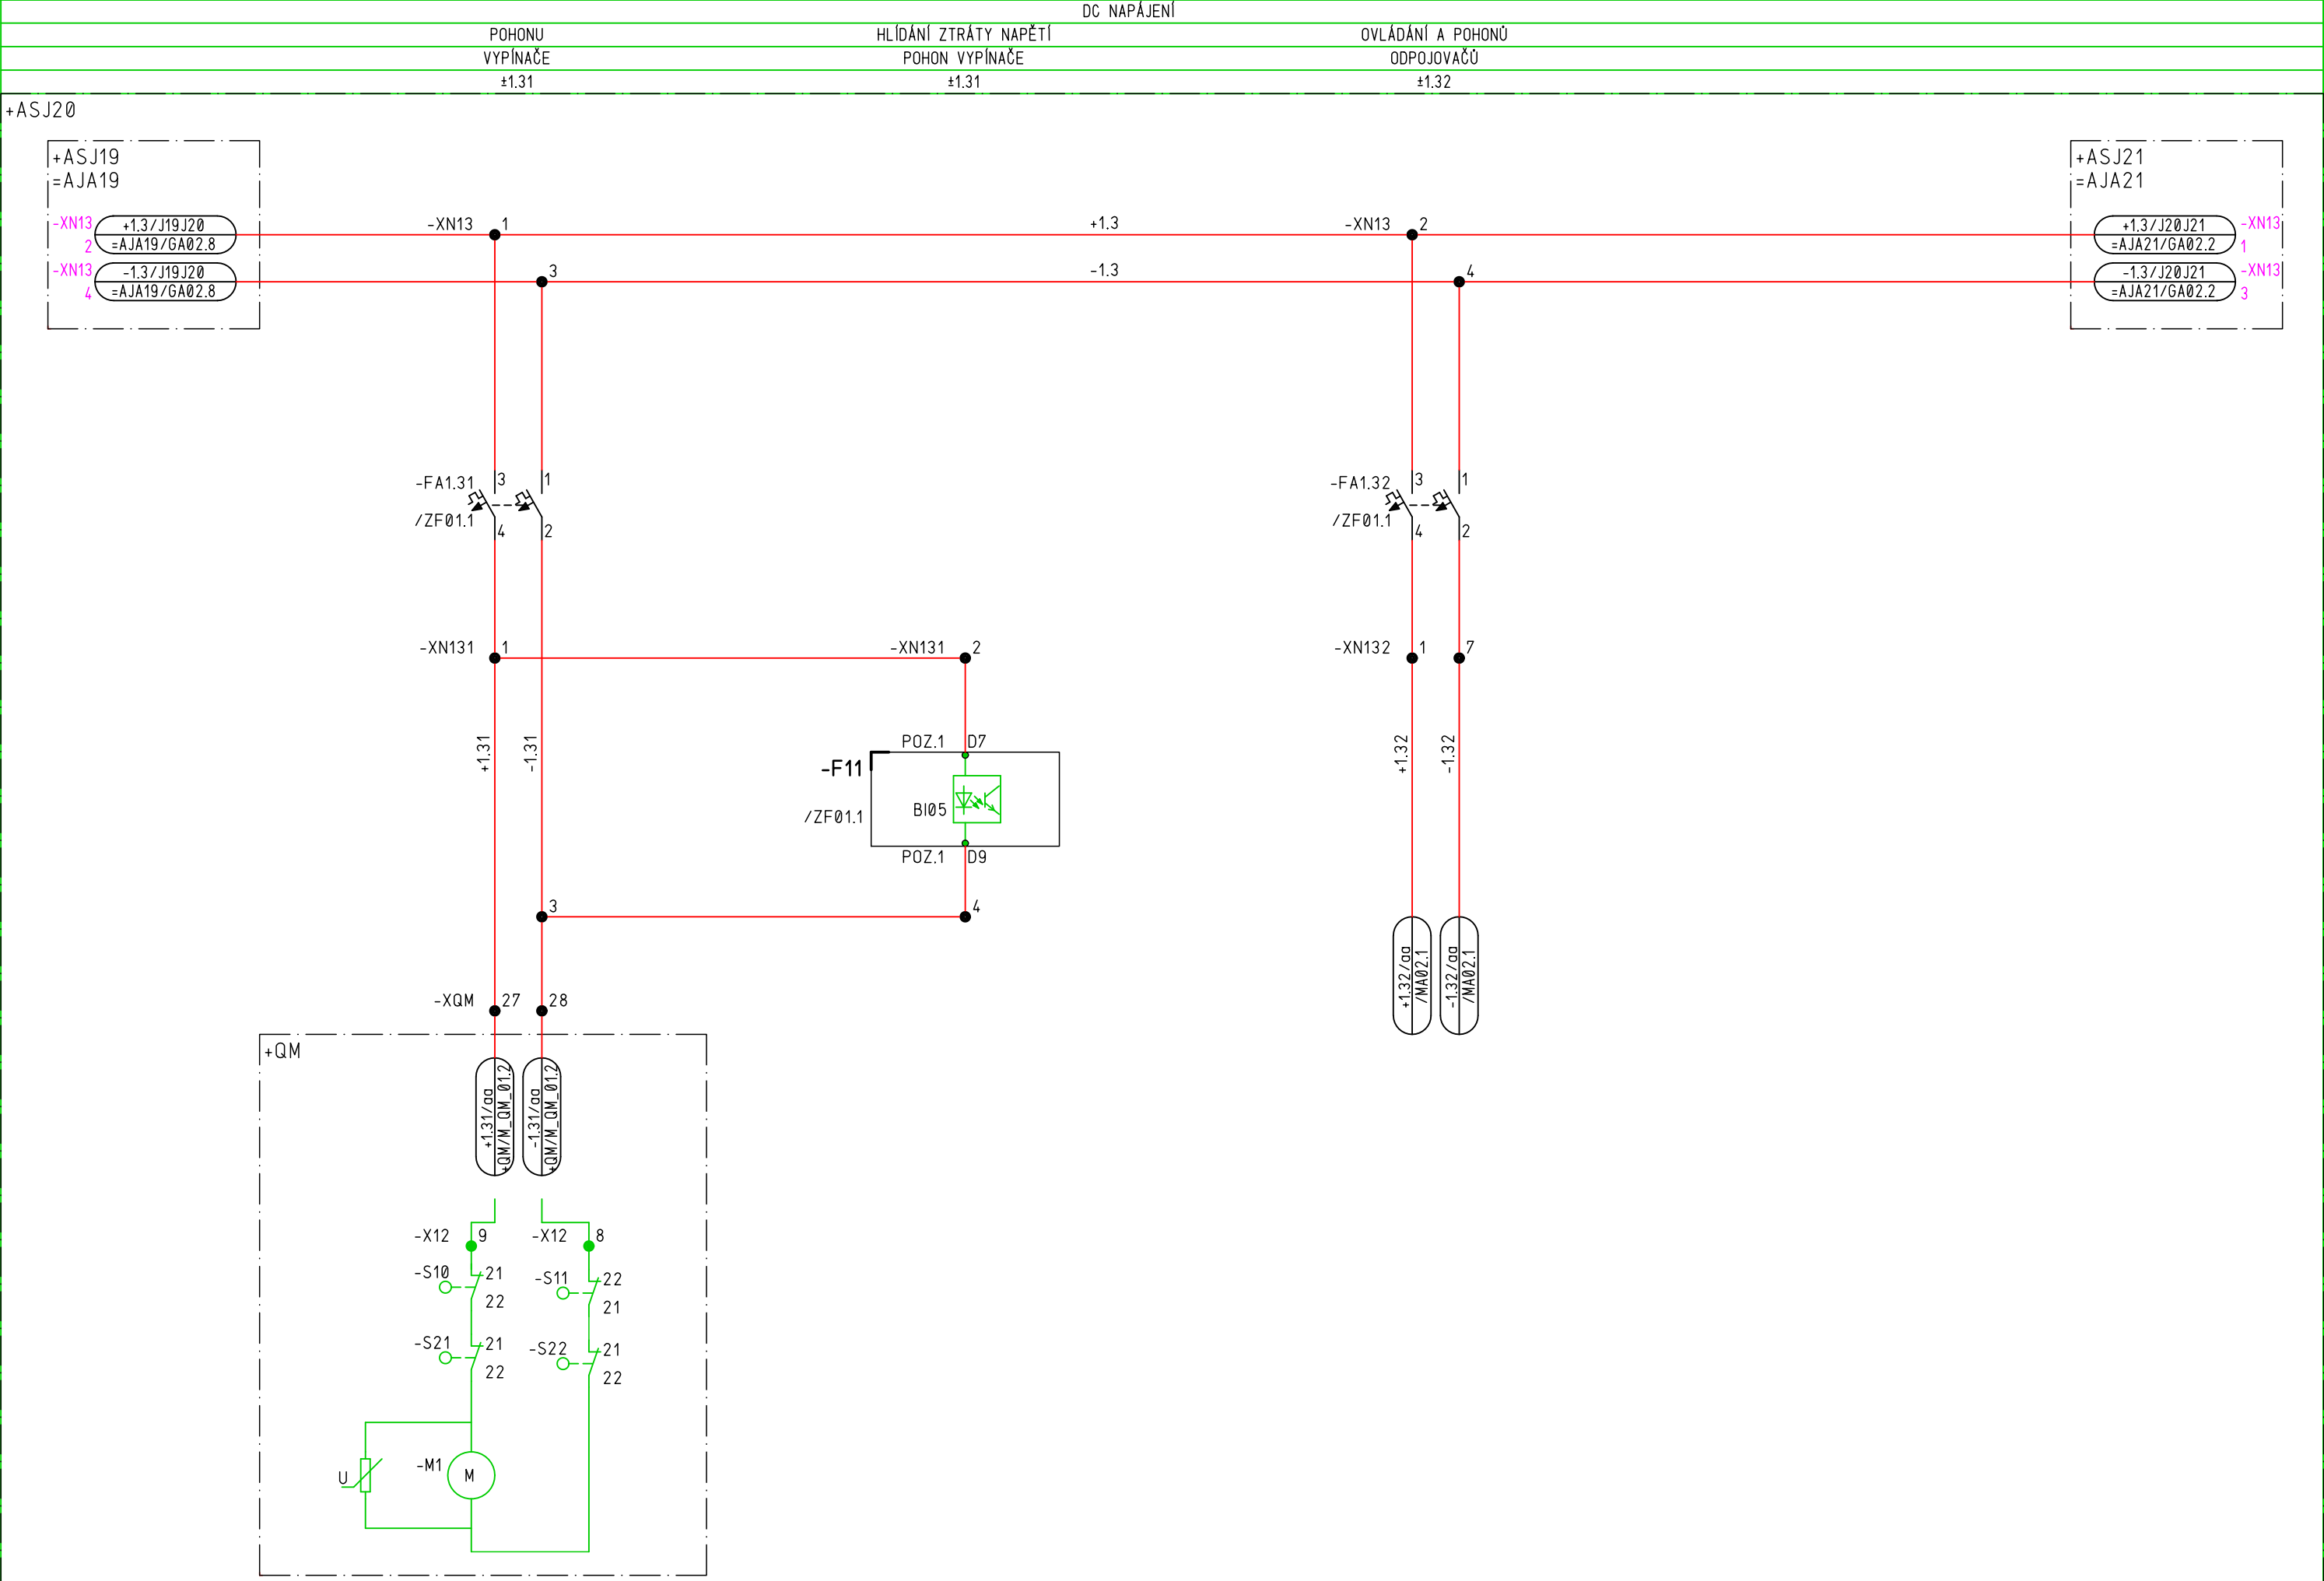 DC NAPÁJENÍ
POHONU HLÍDÁNÍ ZTRÁTY NAPĚTÍ OVLÁDÁNÍ A POHONŮ
VYPÍNAČE POHON VYPÍNAČE ODPOJOVAČŮ
±1.31 ±1.31 ±1.32
+ASJ20
+ASJ19 +ASJ21
=AJA19 =AJA21
-XN13 +1.3/J19J20 -XN13 1 +1.3 -XN13 2 +1.3/J20J21 -XN13
2 =AJA19/GA02.8 =AJA21/GA02.2 1
-XN13 -1.3/J19J20 3 -1.3 4 -1.3/J20J21 -XN13
4 =AJA19/GA02.8 =AJA21/GA02.2 3
-FA1.31 3 1 -FA1.32 3 1
/ZF01.1 4 2 /ZF01.1 4 2
-XN131 1 -XN131 2 -XN132 1 7
+1.31 -1.31 +1.32 -1.32
POZ.1 D7
-F11
BI05
/ZF01.1
POZ.1 D9
3 4
+1.32/aa /MA02.1 -1.32/aa /MA02.1
-XQM 27 28
+QM
+1.31/aa +QM/M_QM_01.2 -1.31/aa +QM/M_QM_01.2
-X12 9 -X12 8
-S10 21 -S11 22
22 21
-S21 21 -S22 21
22 22
U -M1 M